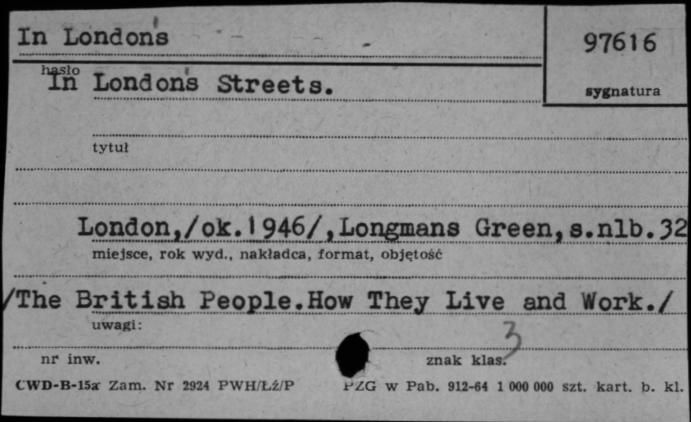 In London's
97616
hasło
In London's Streets.
sygnatura
tytuł
London,/ok.1946/,Longmans Green,s.nlb.32
miejsce, rok wyd., nakładca, format, objętość
/The British People.How They Live and Work./
uwagi:
3
nr inw.
znak klas.
CWD-B-15a Zam. Nr 2924 PWH/Łź/P
PZG w Pab. 912-64 1 000 000 szt. kart. b. kl.